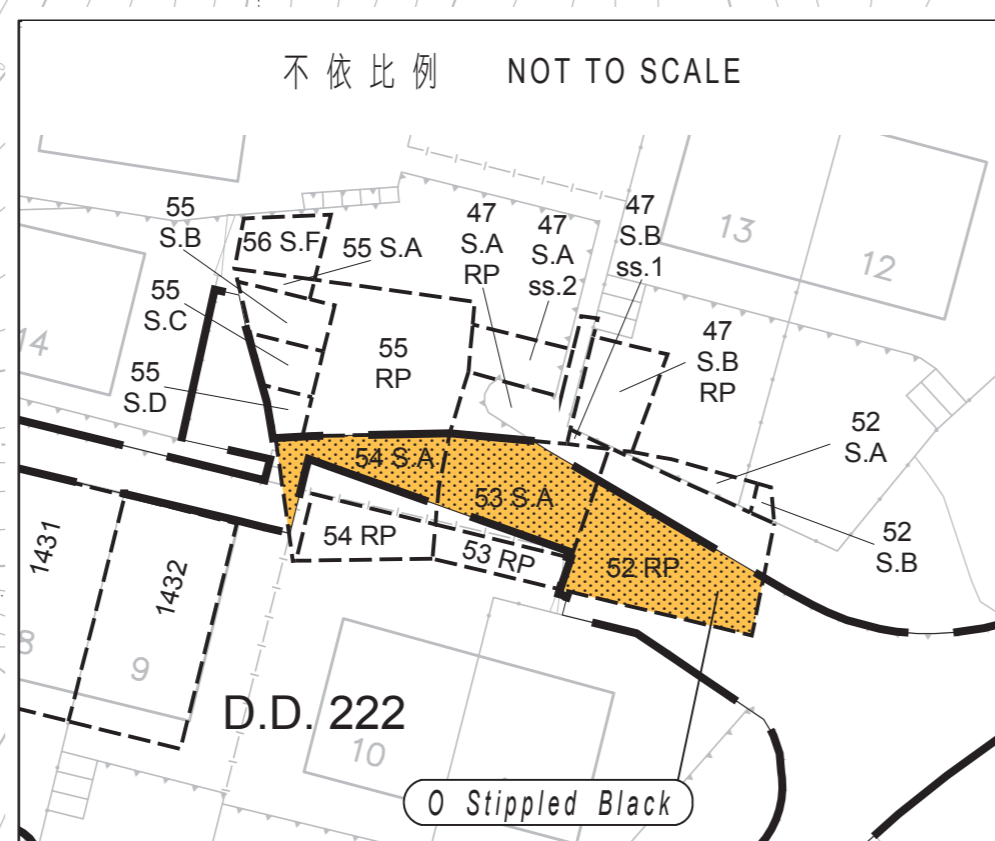 不依比例 NOT TO SCALE
13
12
55
S.B
56 S.F
55 S.A
47
S.A
RP
47
S.A
ss.2
47
S.B
ss.1
14
55
S.C
55
RP
47
S.B
RP
55
S.D
52
S.A
54 S.A
53 S.A
52
S.B
54 RP
53 RP
52 RP
1431
1432
8
9
D.D. 222
10
O Stippled Black